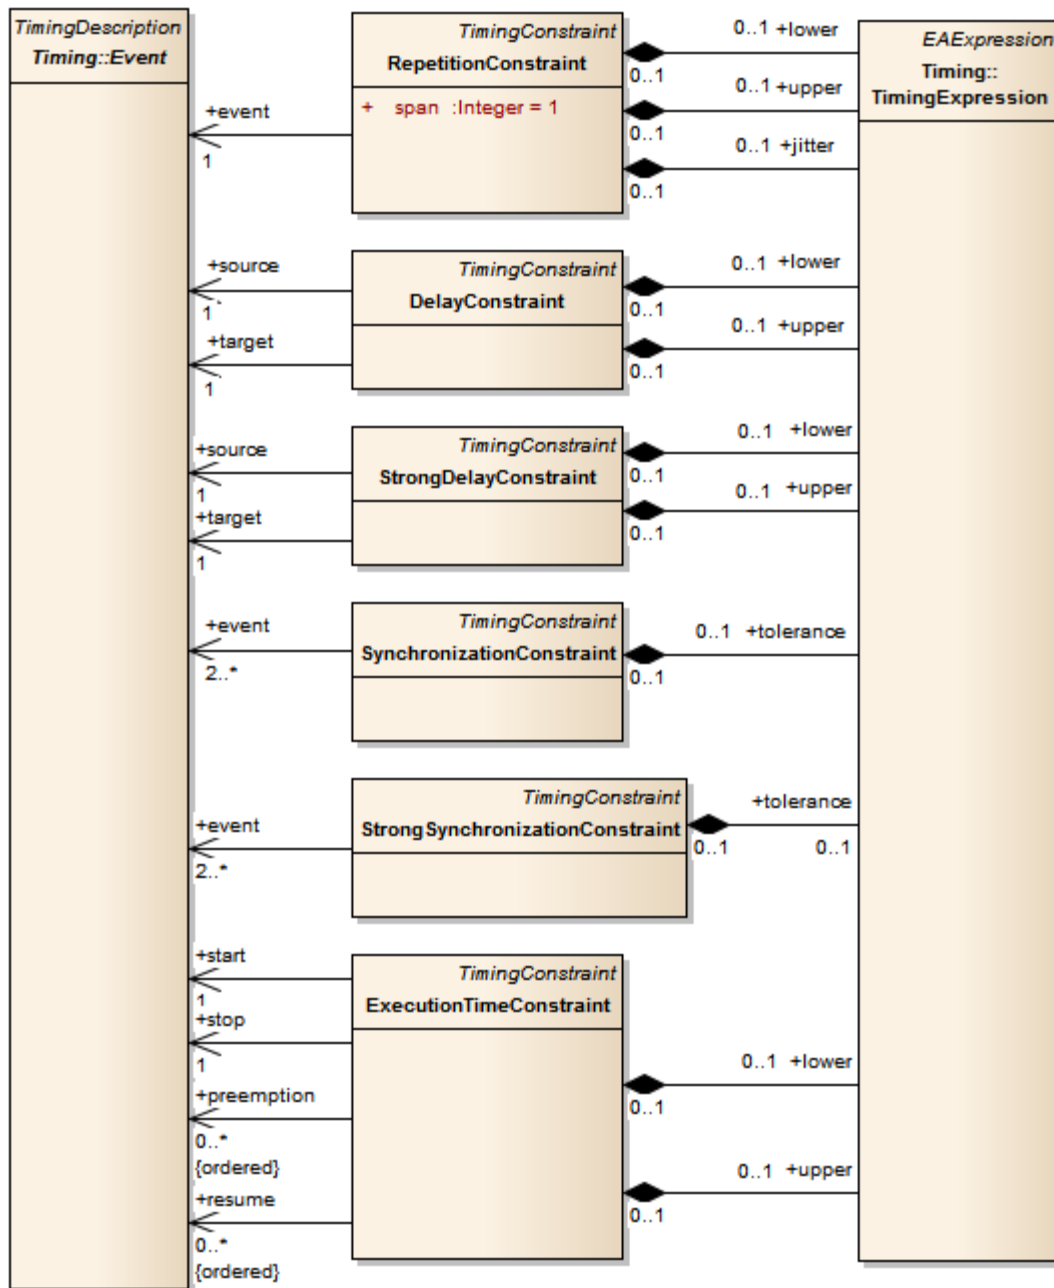 TimingDescription
Timing::Event
TimingConstraint
RepetitionConstraint
+ span :Integer = 1
+event
1
0..1 +lower
0..1
0..1 +upper
0..1
0..1 +jitter
0..1
EAExpression
Timing::
TimingExpression
TimingConstraint
DelayConstraint
+source
1
+target
1
0..1 +lower
0..1
0..1 +upper
0..1
TimingConstraint
StrongDelayConstraint
+source
1
+target
1
0..1 +lower
0..1
0..1 +upper
0..1
TimingConstraint
SynchronizationConstraint
+event
2..*
0..1 +tolerance
0..1
TimingConstraint
StrongSynchronizationConstraint
+event
2..*
+tolerance
0..1 0..1
TimingConstraint
ExecutionTimeConstraint
+start
1
+stop
1
+preemption
0..*
{ordered}
+resume
0..*
{ordered}
0..1 +lower
0..1
0..1 +upper
0..1